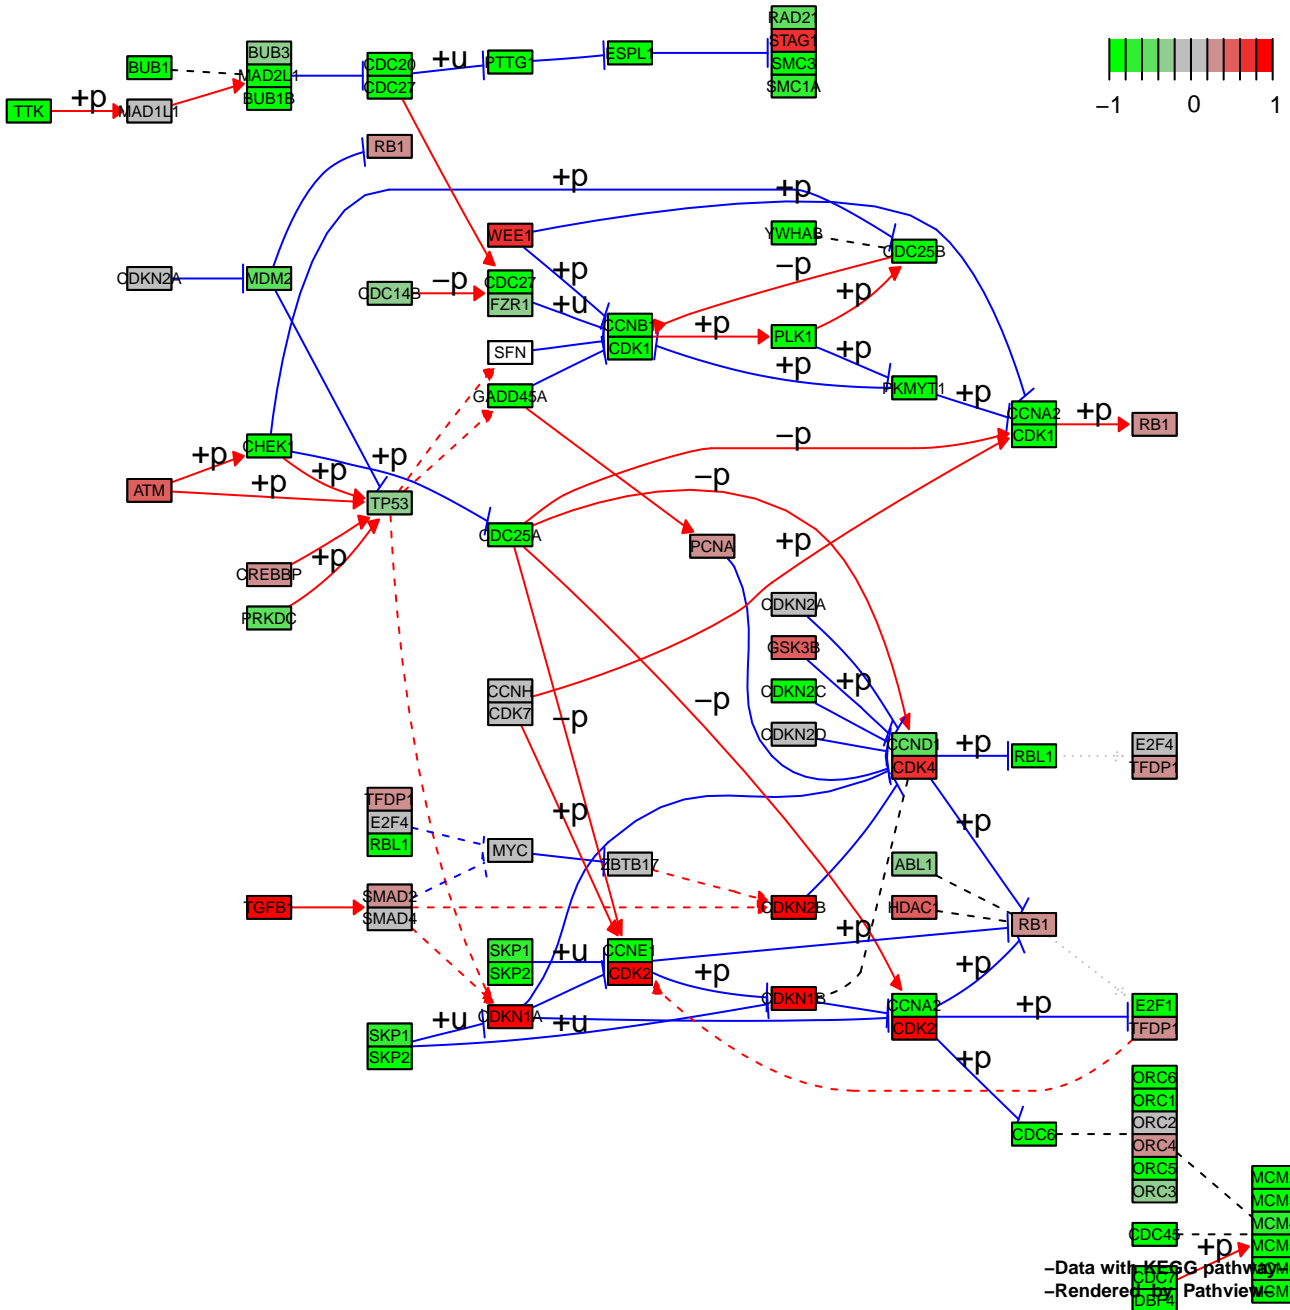 RAD21
STAG1
SMC3
SMC1A
−1 0 1
BUB3
MAD2L1
BUB1B
BUB1
TTK
+p
MAD1L1
CDC20
CDC27
+u
PTTG1
ESPL1
RB1
+p
+p
WEE1
YWHAB
CDC25B
CDKN2A
MDM2
CDC14B
−p
CDC27
FZR1
+p
+u
−p
+p
CCNB1
CDK1
+p
PLK1
SFN
+p
+p
GADD45A
PKMYT1
+p
CCNA2
CDK1
+p
RB1
CHEK1
+p
−p
ATM
+p
+p
+p
TP53
−p
CDC25A
PCNA
+p
CREBBP
+p
PRKDC
CDKN2A
GSK3B
+p
CDKN2C
CDKN2D
CCNH
CDK7
−p
−p
CCND1
CDK4
+p
RBL1
E2F4
TFDP1
TFDP1
E2F4
RBL1
+p
MYC
ZBTB17
+p
ABL1
TGFB1
SMAD2
SMAD4
CDKN2B
HDAC1
RB1
+p
SKP1
SKP2
+u
CCNE1
CDK2
+p
+p
CDKN1B
CDKN1A
CCNA2
CDK2
+p
E2F1
TFDP1
SKP1
SKP2
+u
+u
+p
CDC6
ORC6
ORC1
ORC2
ORC4
ORC5
ORC3
CDC45
+p
CDC7
DBF4
MCM
MCM
MCM
MCM
−Data with KEGG pathway−
−Rendered by Pathview−